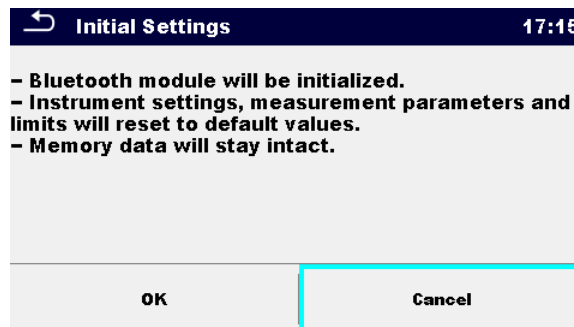 Initial Settings 17:15
– Bluetooth module will be initialized.
– Instrument settings, measurement parameters and
limits will reset to default values.
– Memory data will stay intact.
OK Cancel